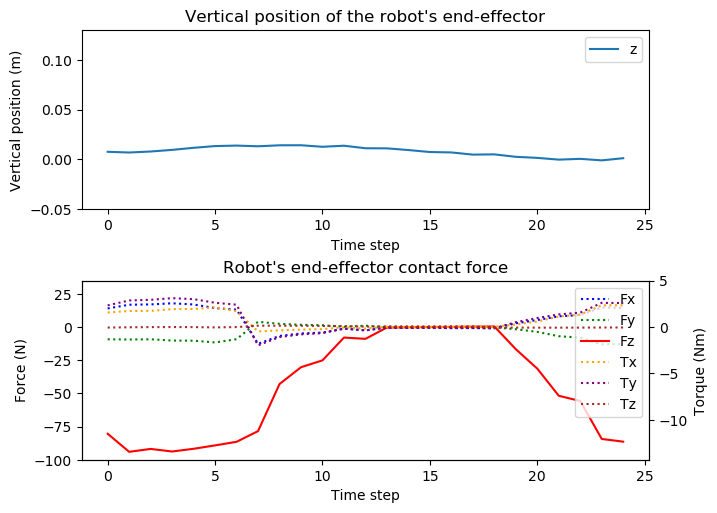 Vertical position of the robot's end-effector
z
0.10
0.05
0.00
−0.05
Vertical position (m)
0 5 10 15 20 25
Time step
Robot's end-effector contact force
Fx
Fy
Fz
Tx
Ty
Tz
25
0
−25
−50
−75
−100
Force (N)
5
0
−5
−10
Torque (Nm)
0 5 10 15 20 25
Time step